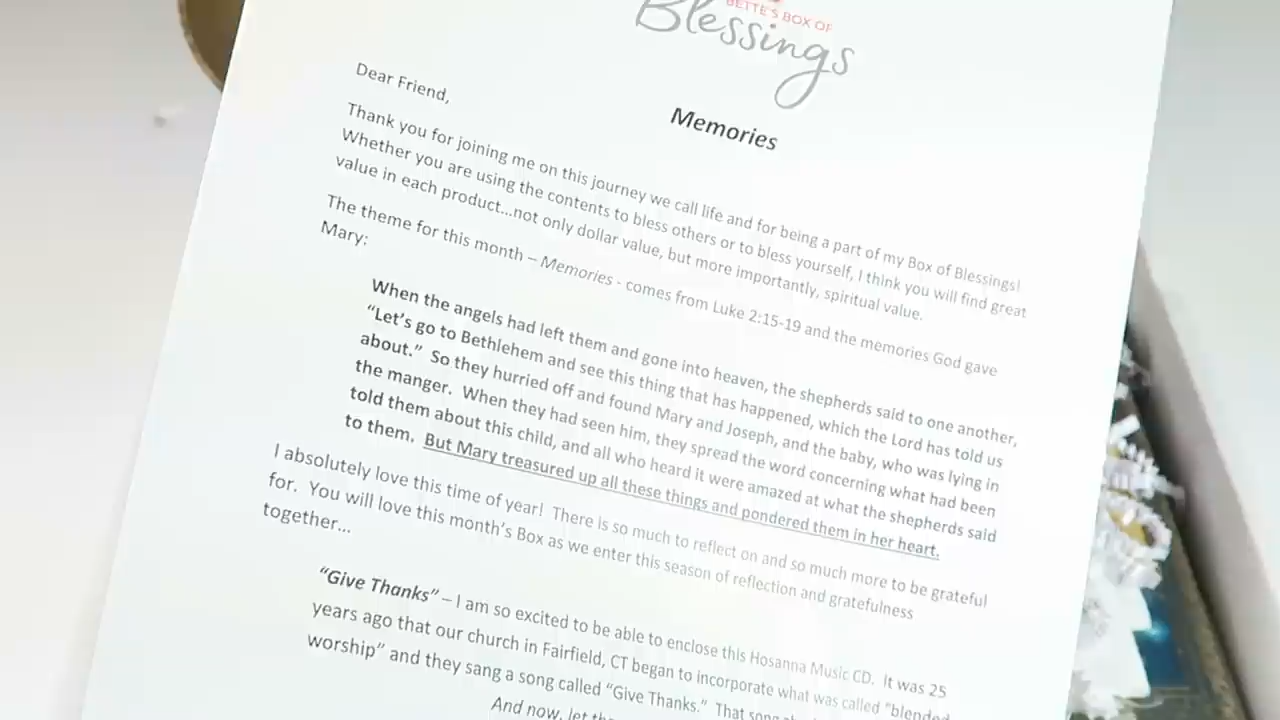 BETTE'S BOX OF
Blessings
Memories
Dear Friend,
Thank you for joining me on this journey we call life and for being a part of my Box of Blessings!
Whether you are using the contents to bless others or to bless yourself, I think you will find great
value in each product...not only dollar value, but more importantly, spiritual value.
The theme for this month – Memories - comes from Luke 2:15-19 and the memories God gave
Mary:
When the angels had left them and gone into heaven, the shepherds said to one another,
“Let’s go to Bethlehem and see this thing that has happened, which the Lord has told us
about.” So they hurried off and found Mary and Joseph, and the baby, who was lying in
the manger. When they had seen him, they spread the word concerning what had been
told them about this child, and all who heard it were amazed at what the shepherds said
to them. But Mary treasured up all these things and pondered them in her heart.
I absolutely love this time of year! There is so much to reflect on and so much more to be grateful
for. You will love this month’s Box as we enter this season of reflection and gratefulness
together...
“Give Thanks” – I am so excited to be able to enclose this Hosanna Music CD. It was 25
years ago that our church in Fairfield, CT began to incorporate what was called “blended
worship” and they sang a song called “Give Thanks.” That song
And now, let